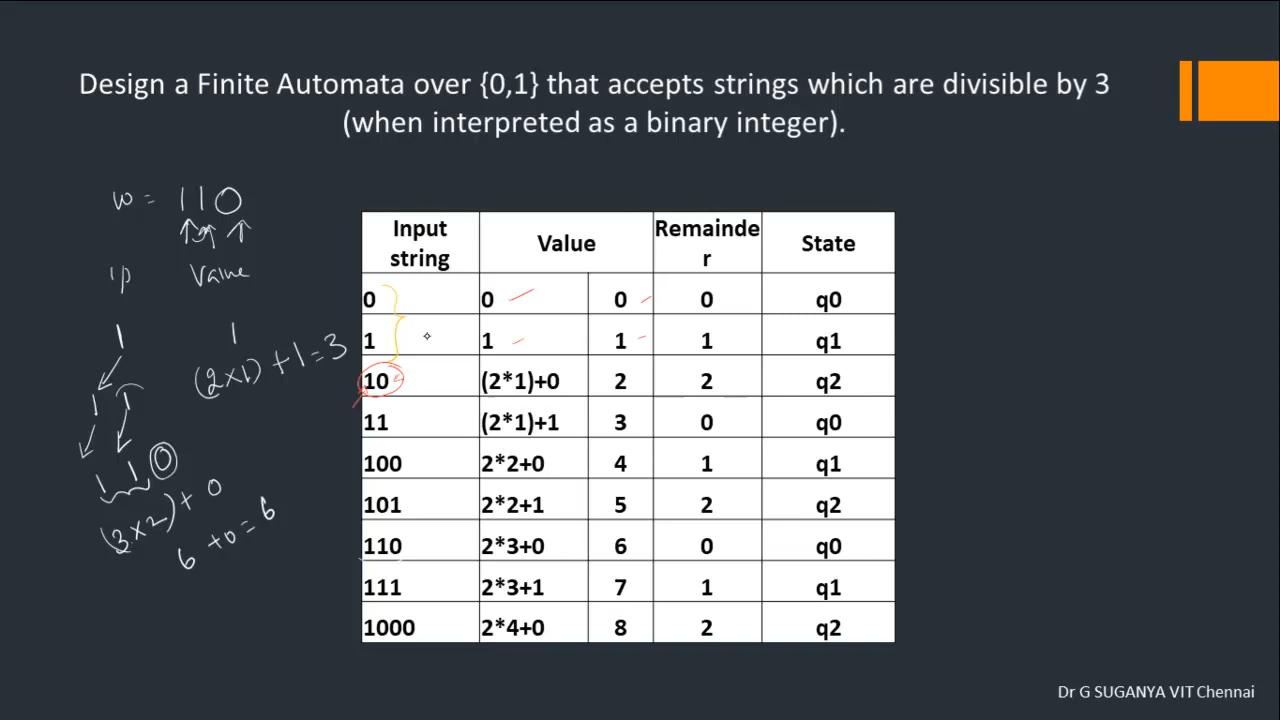 Design a Finite Automata over {0,1} that accepts strings which are divisible by 3
(when interpreted as a binary integer).
w = 110
i/p Value
1 1
1 1 (2x1)+1=3
1 1 0
(3x2)+0
6+0=6
Input string Value Remainder State
0 0 0 0 q0
1 1 1 1 q1
10 (2*1)+0 2 2 q2
11 (2*1)+1 3 0 q0
100 2*2+0 4 1 q1
101 2*2+1 5 2 q2
110 2*3+0 6 0 q0
111 2*3+1 7 1 q1
1000 2*4+0 8 2 q2
Dr G SUGANYA VIT Chennai